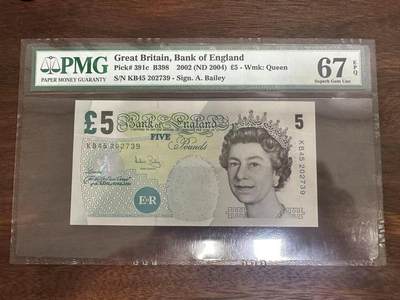 PMG
PAPER MONEY GUARANTY
Great Britain, Bank of England
Pick# 391c B398 2002 (ND 2004) £5 - Wmk: Queen
S/N KB45 202739 - Sign. A. Bailey
67 EPQ
Superb Gem Unc
£5
Bank of England
5
KB45 202739
FIVE
Pounds
KB45 202739
E R